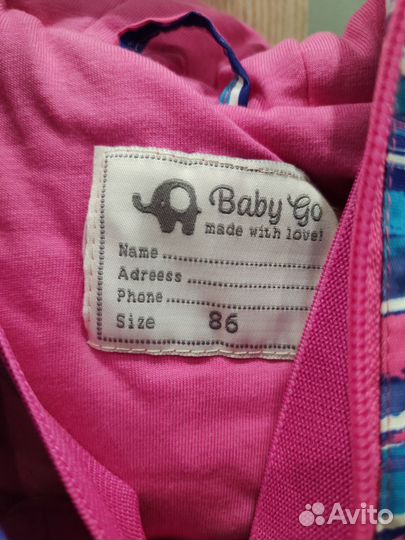 Baby Go
made with love!
Name
Adreess
Phone
Size 86
Avito